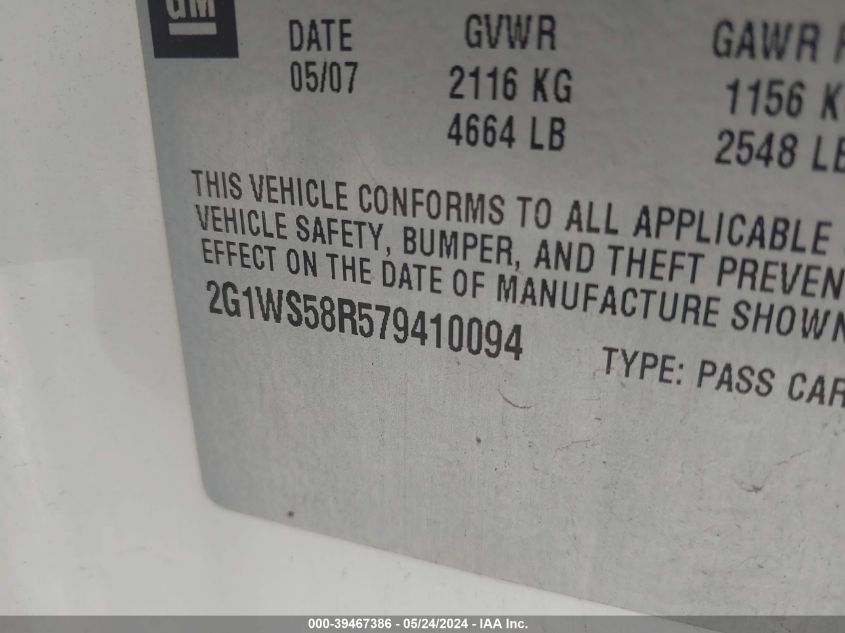 GM
DATE GVWR GAWR
05/07 2116 KG 1156
4664 LB 2548
THIS VEHICLE CONFORMS TO ALL APPLICABLE
VEHICLE SAFETY, BUMPER, AND THEFT PREVEN
EFFECT ON THE DATE OF MANUFACTURE SHOWN
2G1WS58R579410094 TYPE: PASS CAR
000-39467386 - 05/24/2024 - IAA Inc.